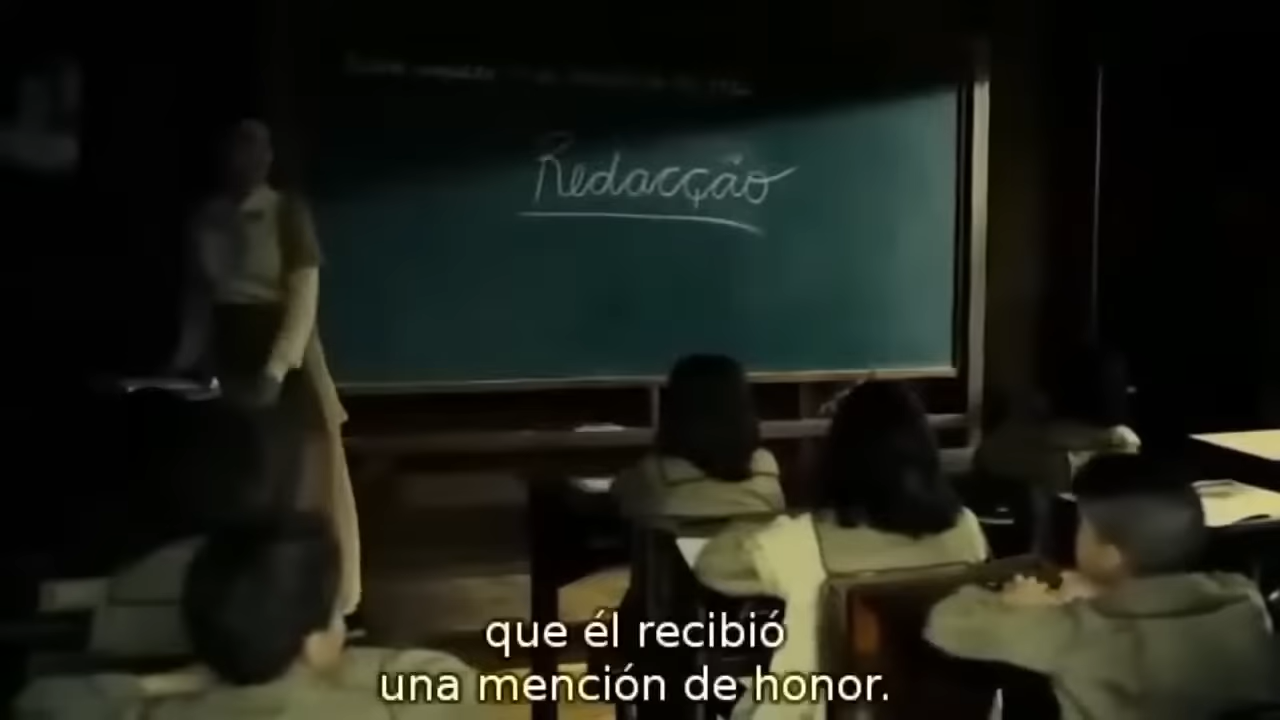 Redacção
que él recibió
una mención de honor.